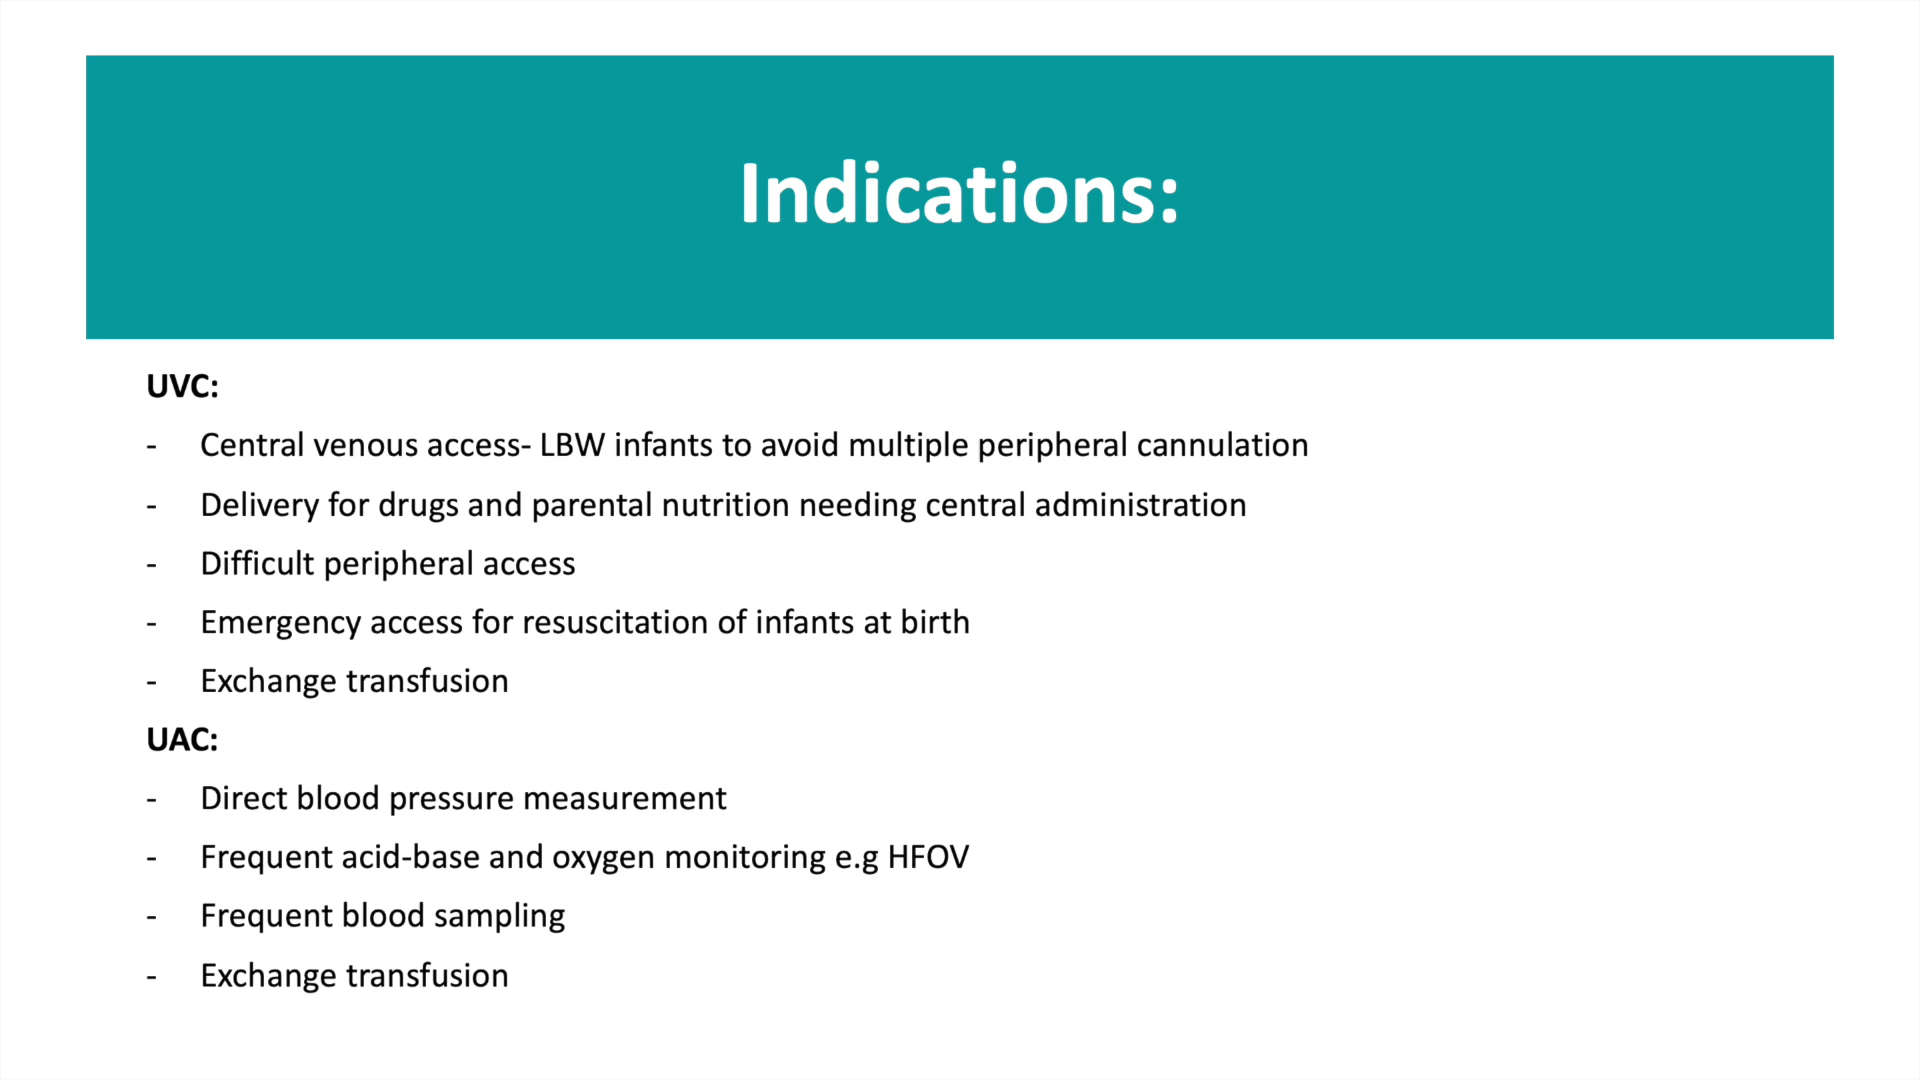 Indications:
UVC:
- Central venous access- LBW infants to avoid multiple peripheral cannulation
- Delivery for drugs and parental nutrition needing central administration
- Difficult peripheral access
- Emergency access for resuscitation of infants at birth
- Exchange transfusion
UAC:
- Direct blood pressure measurement
- Frequent acid-base and oxygen monitoring e.g HFOV
- Frequent blood sampling
- Exchange transfusion